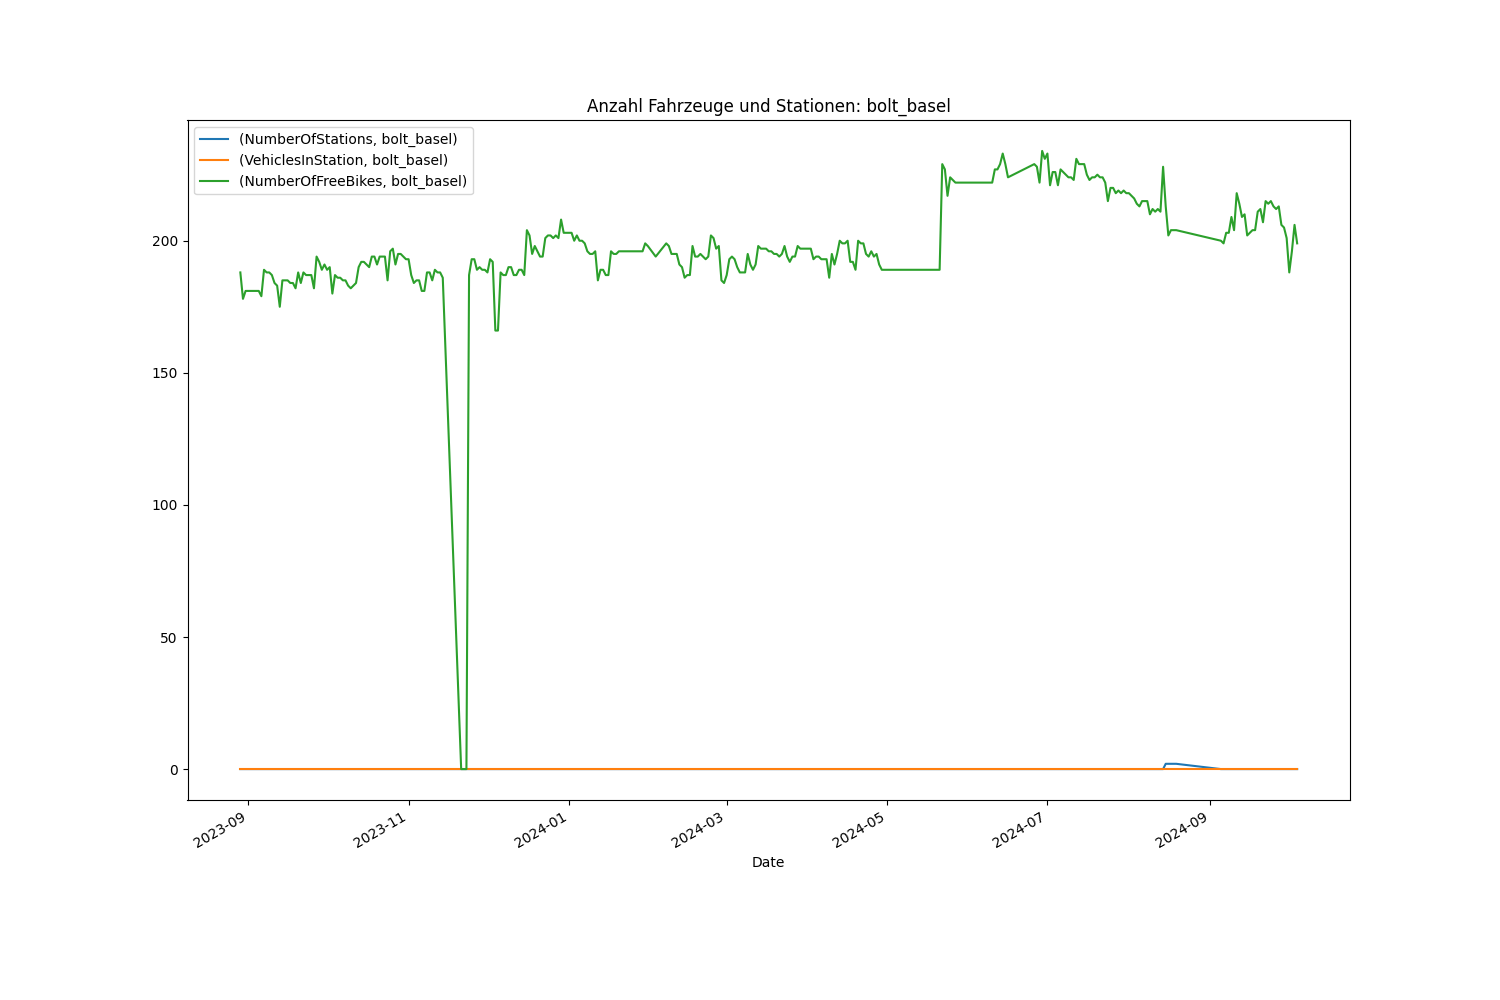 Anzahl Fahrzeuge und Stationen: bolt_basel
(NumberOfStations, bolt_basel)
(VehiclesInStation, bolt_basel)
(NumberOfFreeBikes, bolt_basel)
200
150
100
50
0
2023-09
2023-11
2024-01
2024-03
2024-05
2024-07
2024-09
Date